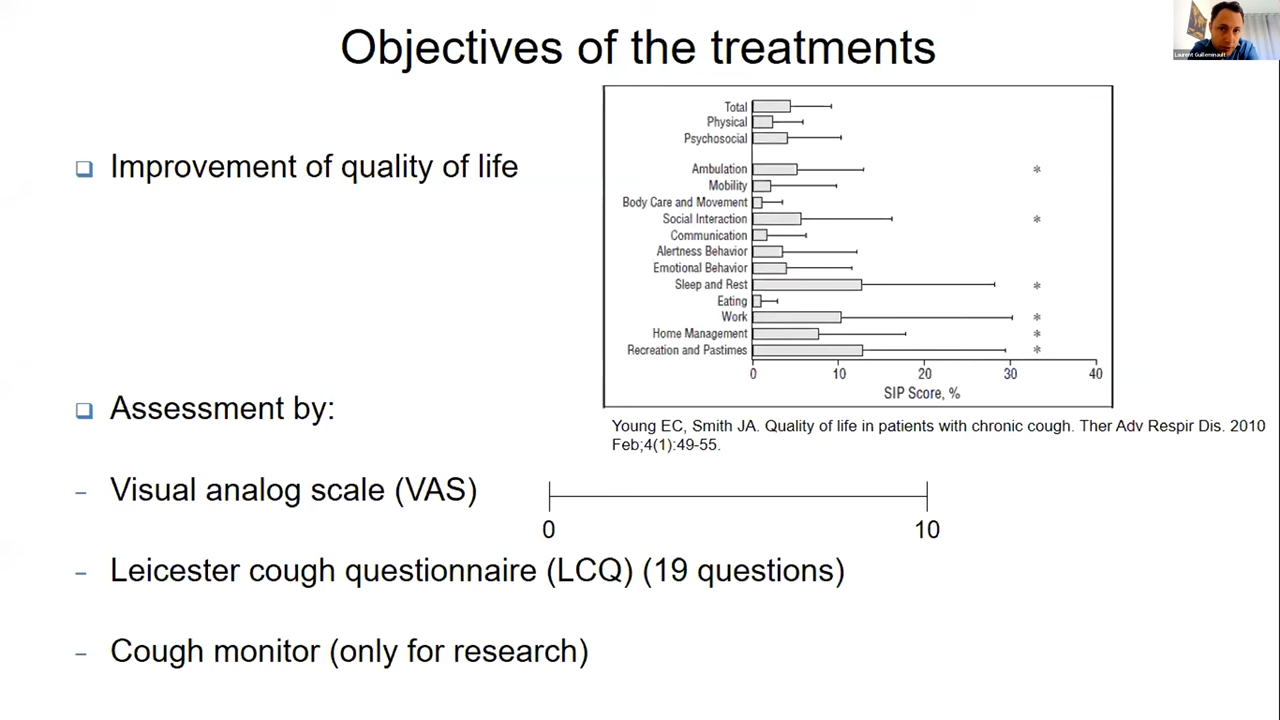 Objectives of the treatments
Laurent Guilleminault
❑ Improvement of quality of life
Total
Physical
Psychosocial
Ambulation *
Mobility
Body Care and Movement
Social Interaction *
Communication
Alertness Behavior
Emotional Behavior
Sleep and Rest *
Eating
Work *
Home Management *
Recreation and Pastimes *
0 10 20 30 40
SIP Score, %
Young EC, Smith JA. Quality of life in patients with chronic cough. Ther Adv Respir Dis. 2010
Feb;4(1):49-55.
❑ Assessment by:
– Visual analog scale (VAS)
0 10
– Leicester cough questionnaire (LCQ) (19 questions)
– Cough monitor (only for research)